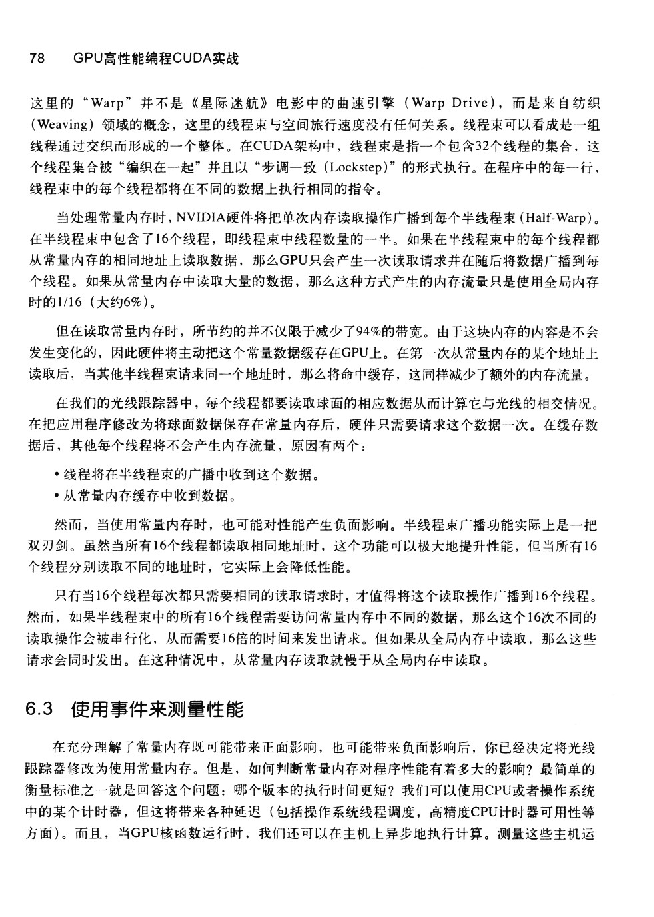 78 GPU高性能编程CUDA实战
这里的“Warp”并不是《星际迷航》电影中的曲速引擎（Warp Drive），而是来自纺织
（Weaving）领域的概念，这里的线程束与空间旅行速度没有任何关系。线程束可以看成是一组
线程通过交织而形成的一个整体。在CUDA架构中，线程束是指一个包含32个线程的集合，这
个线程集合被“编织在一起”并且以“步调一致（Lockstep）”的形式执行。在程序中的每一行，
线程束中的每个线程都将在不同的数据上执行相同的指令。
当处理常量内存时，NVIDIA硬件将把单次内存读取操作广播到每个半线程束（Half-Warp）。
在半线程束中包含了16个线程，即线程束中线程数量的一半。如果在半线程束中的每个线程都
从常量内存的相同地址上读取数据，那么GPU只会产生一次读取请求并在随后将数据广播到每
个线程。如果从常量内存中读取大量的数据，那么这种方式产生的内存流量只是使用全局内存
时的1/16（大约6%）。
但在读取常量内存时，所节约的并不仅限于减少了94%的带宽。由于这块内存的内容是不会
发生变化的，因此硬件将主动把这个常量数据缓存在GPU上。在第一次从常量内存的某个地址上
读取后，当其他半线程束请求同一个地址时，那么将命中缓存，这同样减少了额外的内存流量。
在我们的光线跟踪器中，每个线程都要读取球面的相应数据从而计算它与光线的相交情况。
在把应用程序修改为将球面数据保存在常量内存后，硬件只需要请求这个数据一次。在缓存数
据后，其他每个线程将不会产生内存流量，原因有两个：
•线程将在半线程束的广播中收到这个数据。
•从常量内存缓存中收到数据。
然而，当使用常量内存时，也可能对性能产生负面影响。半线程束广播功能实际上是一把
双刃剑。虽然当所有16个线程都读取相同地址时，这个功能可以极大地提升性能，但当所有16
个线程分别读取不同的地址时，它实际上会降低性能。
只有当16个线程每次都只需要相同的读取请求时，才值得将这个读取操作广播到16个线程。
然而，如果半线程束中的所有16个线程需要访问常量内存中不同的数据，那么这个16次不同的
读取操作会被串行化，从而需要16倍的时间来发出请求。但如果从全局内存中读取，那么这些
请求会同时发出。在这种情况中，从常量内存读取就慢于从全局内存中读取。
6.3 使用事件来测量性能
在充分理解了常量内存既可能带来正面影响，也可能带来负面影响后，你已经决定将光线
跟踪器修改为使用常量内存。但是，如何判断常量内存对程序性能有着多大的影响？最简单的
衡量标准之一就是回答这个问题：哪个版本的执行时间更短？我们可以使用CPU或者操作系统
中的某个计时器，但这将带来各种延迟（包括操作系统线程调度，高精度CPU计时器可用性等
方面）。而且，当GPU核函数运行时，我们还可以在主机上异步地执行计算。测量这些主机运